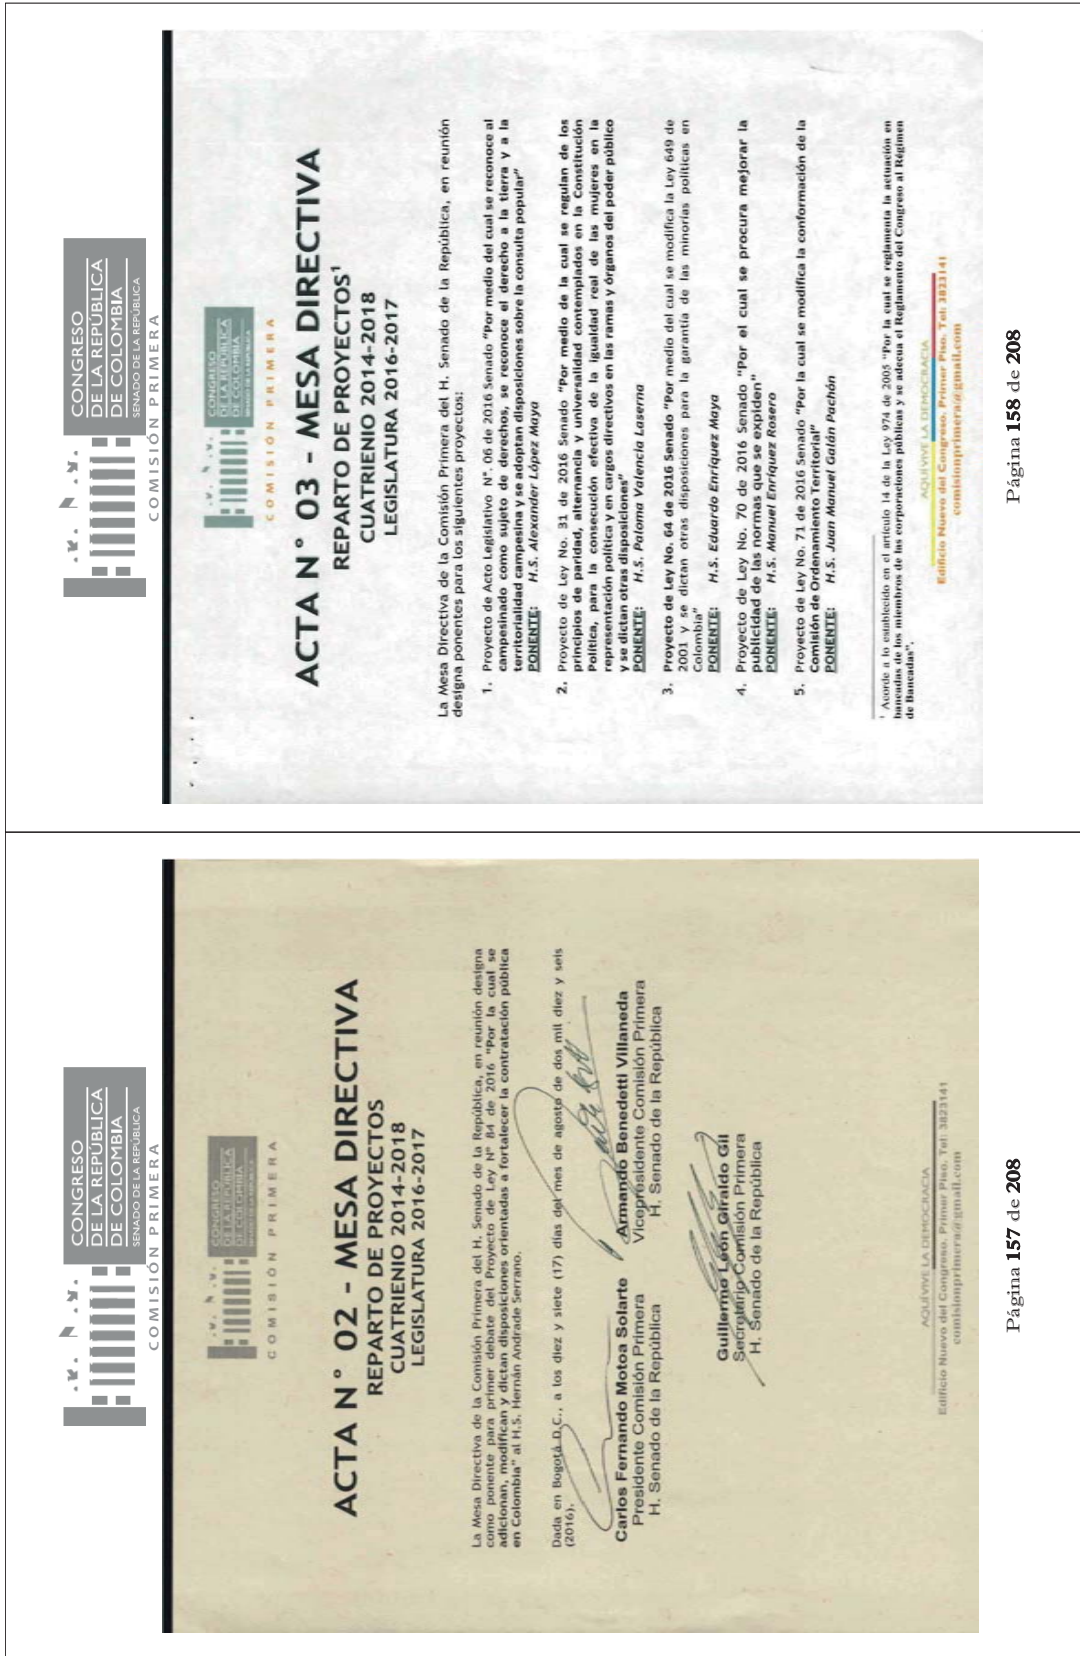 CONGRESO
DE LA REPÚBLICA
DE COLOMBIA
SENADO DE LA REPÚBLICA
COMISIÓN PRIMERA
CONGRESO
DE LA REPÚBLICA
DE COLOMBIA
COMISIÓN PRIMERA
ACTA N° 02 - MESA DIRECTIVA
REPARTO DE PROYECTOS
CUATRIENIO 2014-2018
LEGISLATURA 2016-2017
La Mesa Directiva de la Comisión Primera del H. Senado de la República, en reunión designa
como ponente para primer debate del Proyecto de Ley N° 84 de 2016 "Por la cual se
adicionan, modifican y dictan disposiciones orientadas a fortalecer la contratación pública
en Colombia" al H.S. Hernán Andrade Serrano.
Dada en Bogotá D.C., a los diez y siete (17) días del mes de agosto de dos mil diez y seis
(2016).
Carlos Fernando Motoa Solarte
Presidente Comisión Primera
H. Senado de la República
Armando Benedetti Villaneda
Vicepresidente Comisión Primera
H. Senado de la República
Guillermo León Giraldo Gil
Secretario Comisión Primera
H. Senado de la República
AQUÍ VIVE LA DEMOCRACIA
Edificio Nuevo del Congreso. Primer Piso. Tel: 3823141
comisionprimera@gmail.com
Página 157 de 208
CONGRESO
DE LA REPÚBLICA
DE COLOMBIA
SENADO DE LA REPÚBLICA
COMISIÓN PRIMERA
CONGRESO
DE LA REPÚBLICA
DE COLOMBIA
SENADO DE LA REPÚBLICA
COMISIÓN PRIMERA
ACTA N° 03 - MESA DIRECTIVA
REPARTO DE PROYECTOS¹
CUATRIENIO 2014-2018
LEGISLATURA 2016-2017
La Mesa Directiva de la Comisión Primera del H. Senado de la República, en reunión
designa ponentes para los siguientes proyectos:
1. Proyecto de Acto Legislativo N°. 06 de 2016 Senado "Por medio del cual se reconoce al
campesinado como sujeto de derechos, se reconoce el derecho a la tierra y a la
territorialidad campesina y se adoptan disposiciones sobre la consulta popular"
PONENTE: H.S. Alexander López Maya
2. Proyecto de Ley No. 31 de 2016 Senado "Por medio de la cual se regulan de los
principios de paridad, alternancia y universalidad contemplados en la Constitución
Política, para la consecución efectiva de la igualdad real de las mujeres en la
representación política y en cargos directivos en las ramas y órganos del poder público
y se dictan otras disposiciones"
PONENTE: H.S. Paloma Valencia Laserna
3. Proyecto de Ley No. 64 de 2016 Senado "Por medio del cual se modifica la Ley 649 de
2001 y se dictan otras disposiciones para la garantía de las minorías políticas en
Colombia"
PONENTE: H.S. Eduardo Enríquez Maya
4. Proyecto de Ley No. 70 de 2016 Senado "Por el cual se procura mejorar la
publicidad de las normas que se expiden"
PONENTE: H.S. Manuel Enríquez Rosero
5. Proyecto de Ley No. 71 de 2016 Senado "Por la cual se modifica la conformación de la
Comisión de Ordenamiento Territorial"
PONENTE: H.S. Juan Manuel Galán Pachón
¹ Acorde a lo establecido en el artículo 14 de la Ley 974 de 2005 "Por la cual se reglamenta la actuación en
bancadas de los miembros de las corporaciones públicas y se adecua el Reglamento del Congreso al Régimen
de Bancadas".
AQUÍ VIVE LA DEMOCRACIA
Edificio Nuevo del Congreso. Primer Piso. Tel: 3823141
comisionprimera@gmail.com
Página 158 de 208